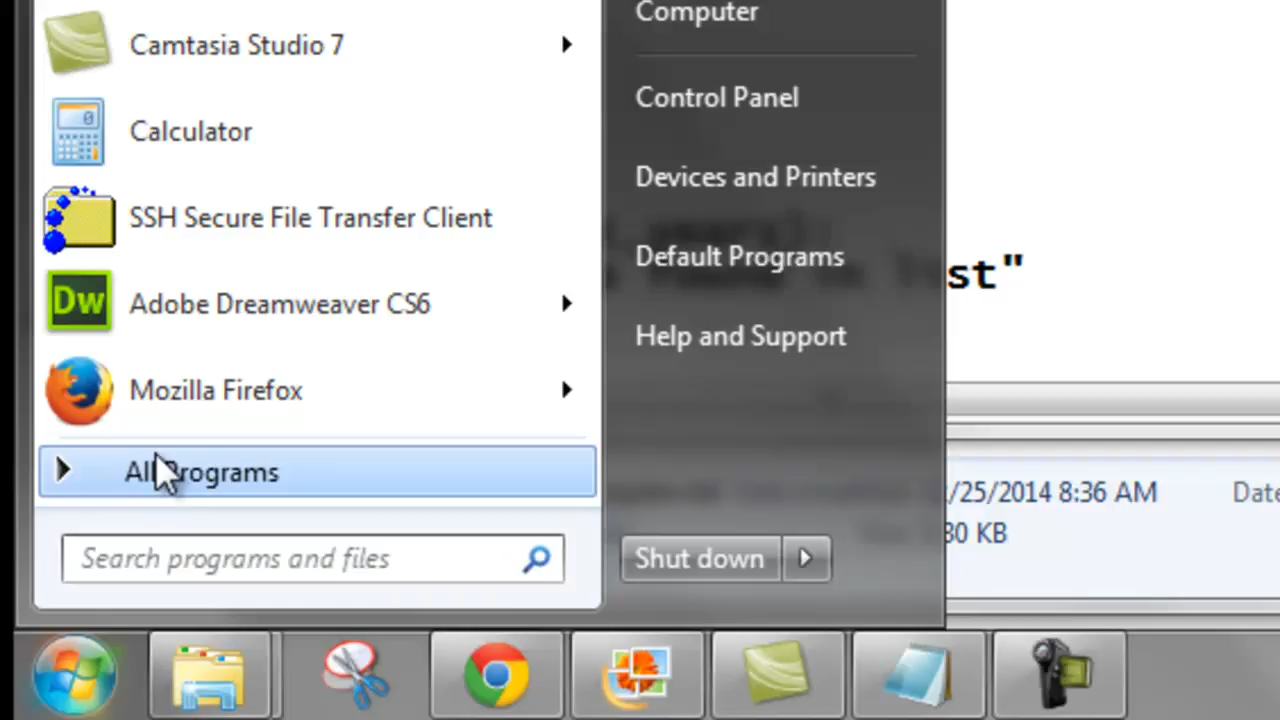 Camtasia Studio 7
Calculator
SSH Secure File Transfer Client
Dw
Adobe Dreamweaver CS6
Mozilla Firefox
All Programs
Search programs and files
Computer
Control Panel
Devices and Printers
Default Programs
Help and Support
Shut down
st"
/25/2014 8:36 AM
Date
KB